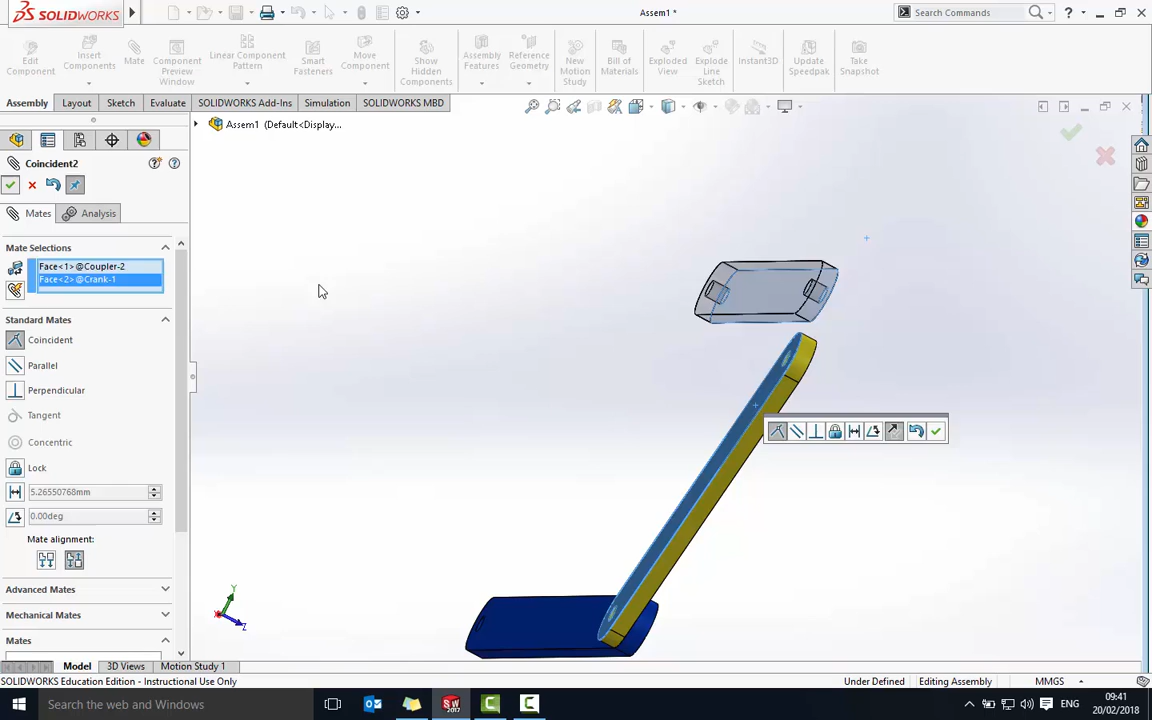 SOLIDWORKS
Assem1 *
Search Commands
Edit Component
Insert Components
Mate
Component Preview Window
Linear Component Pattern
Smart Fasteners
Move Component
Show Hidden Components
Assembly Features
Reference Geometry
New Motion Study
Bill of Materials
Exploded View
Explode Line Sketch
Instant3D
Update Speedpak
Take Snapshot
Assembly
Layout
Sketch
Evaluate
SOLIDWORKS Add-Ins
Simulation
SOLIDWORKS MBD
Assem1 (Default<Display...
Coincident2
Mates
Analysis
Mate Selections
Face<1>@Coupler-2
Face<2>@Crank-1
Standard Mates
Coincident
Parallel
Perpendicular
Tangent
Concentric
Lock
5.26550768mm
0.00deg
Mate alignment:
Advanced Mates
Mechanical Mates
Mates
Y
X
Z
Model
3D Views
Motion Study 1
SOLIDWORKS Education Edition - Instructional Use Only
Under Defined
Editing Assembly
MMGS
Search the web and Windows
SW
2017
ENG
09:41
20/02/2018